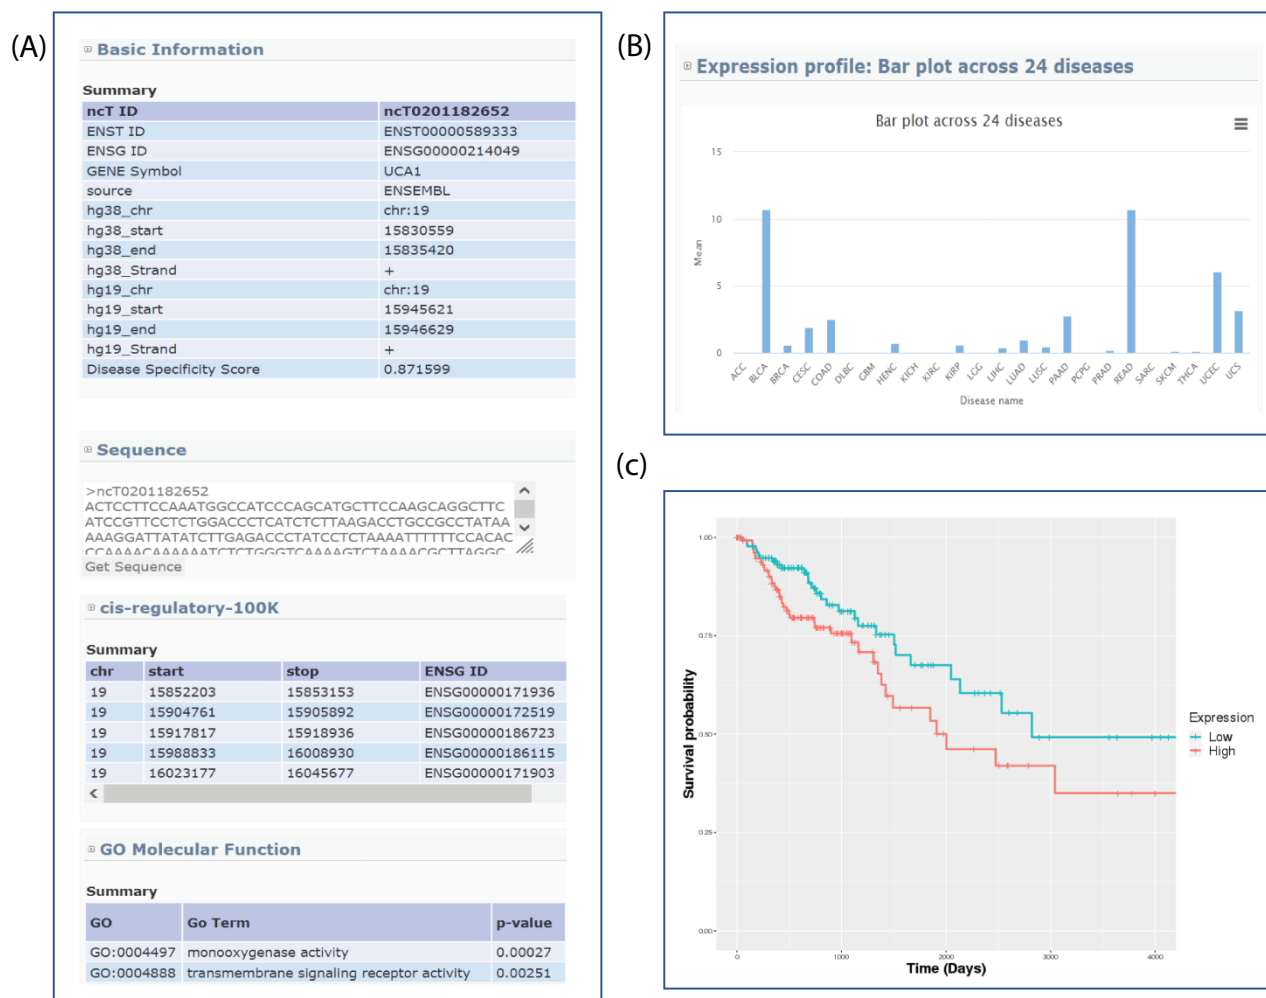 (A)
Basic Information
Summary
ncT ID ncT0201182652
ENST ID ENST00000589333
ENSG ID ENSG00000214049
GENE Symbol UCA1
source ENSEMBL
hg38_chr chr:19
hg38_start 15830559
hg38_end 15835420
hg38_Strand +
hg19_chr chr:19
hg19_start 15945621
hg19_end 15946629
hg19_Strand +
Disease Specificity Score 0.871599
Sequence
>ncT0201182652
ACTCCTTCCAAATGGCCATCCCAGCATGCTTCCAAGCAGGCTTC
ATCCGTTCCTCTGGACCCTCATCTCTTAAGACCTGCCGCCTATAA
AAAGGATTATATCTTGAGACCCTATCCTCTAAAATTTTTTCCACAC
CCAAAACAAAAAATCTCTGGGTCAAAAGTCTAAAACGCTTAGGC
Get Sequence
cis-regulatory-100K
Summary
chr start stop ENSG ID
19 15852203 15853153 ENSG00000171936
19 15904761 15905892 ENSG00000172519
19 15917817 15918936 ENSG00000186723
19 15988833 16008930 ENSG00000186115
19 16023177 16045677 ENSG00000171903
GO Molecular Function
Summary
GO Go Term p-value
GO:0004497 monooxygenase activity 0.00027
GO:0004888 transmembrane signaling receptor activity 0.00251
(B)
Expression profile: Bar plot across 24 diseases
Bar plot across 24 diseases
15
10
5
0
Mean
ACC BLCA BRCA CESC COAD DLBC GBM HENC KICH KIRC KIRP LGG LIHC LUAD LUSC PAAD PCPG PRAD READ SARC SKCM THCA UCEC UCS
Disease name
(c)
1.00
0.75
0.50
0.25
0.00
Survival probability
0 1000 2000 3000 4000
Time (Days)
Expression
Low
High